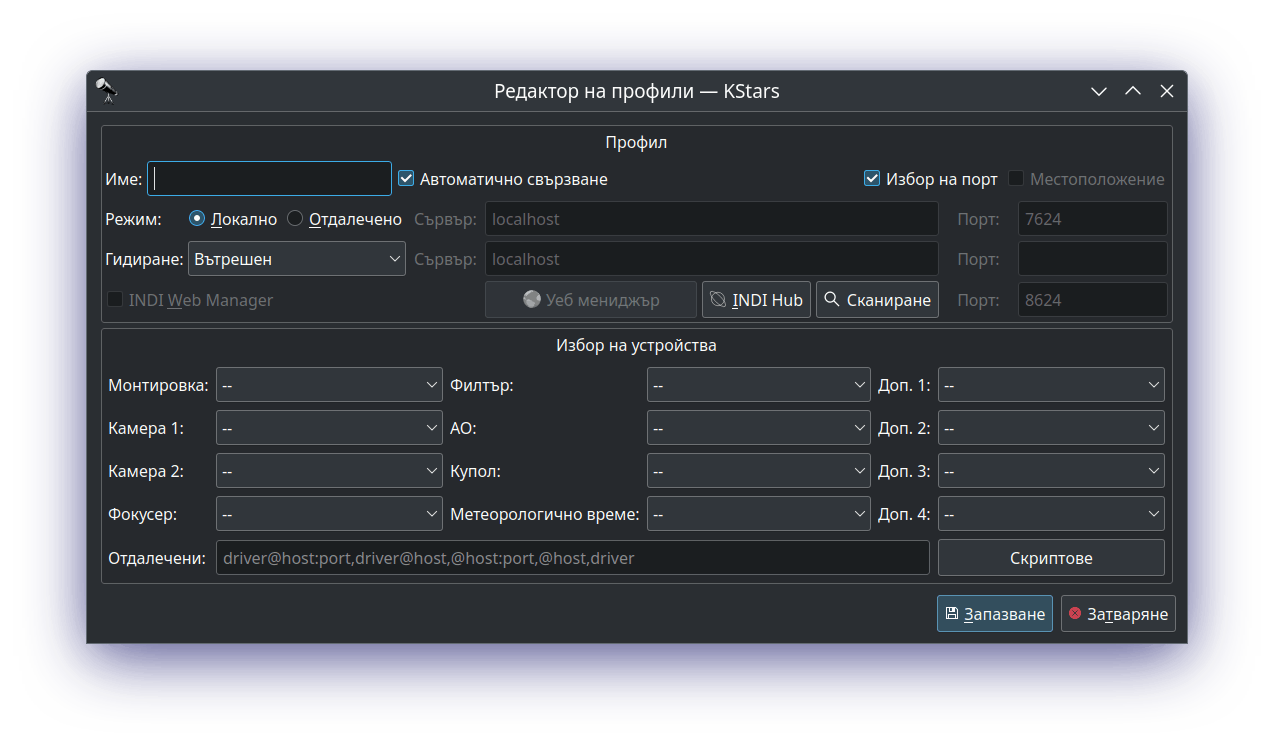 Редактор на профили — KStars
Профил
Име: Автоматично свързване Избор на порт Местоположение
Режим: Локално Отдалечено Сървър: localhost Порт: 7624
Гидиране: Вътрешен Сървър: localhost Порт:
INDI Web Manager Уеб мениджър INDI Hub Сканиране Порт: 8624
Избор на устройства
Монтировка: -- Филтър: -- Доп. 1: --
Камера 1: -- АО: -- Доп. 2: --
Камера 2: -- Купол: -- Доп. 3: --
Фокусер: -- Метеорологично време: -- Доп. 4: --
Отдалечени: driver@host:port,driver@host,@host:port,@host,driver Скриптове
Запазване Затваряне